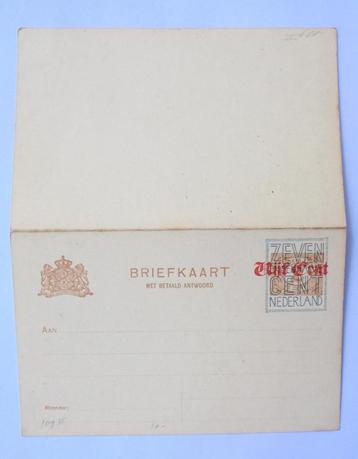 BRIEFKAART
MET BETAALD ANTWOORD
ZEVEN
Vijf Cent
CENT
NEDERLAND
AAN